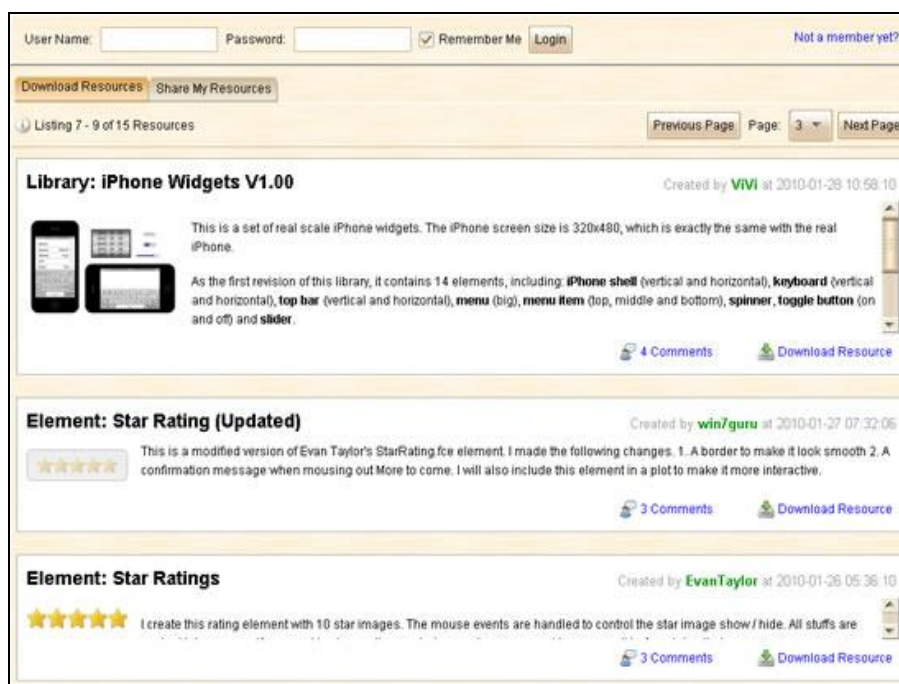 User Name: Password: Remember Me Login Not a member yet?
Download Resources Share My Resources
Listing 7 - 9 of 15 Resources Previous Page Page: 3 Next Page
Library: iPhone Widgets V1.00 Created by ViVi at 2010-01-28 10:58:10
This is a set of real scale iPhone widgets. The iPhone screen size is 320x480, which is exactly the same with the real
iPhone.
As the first revision of this library, it contains 14 elements, including: iPhone shell (vertical and horizontal), keyboard (vertical
and horizontal), top bar (vertical and horizontal), menu (big), menu item (top, middle and bottom), spinner, toggle button (on
and off) and slider.
4 Comments Download Resource
Element: Star Rating (Updated) Created by win7guru at 2010-01-27 07:32:06
This is a modified version of Evan Taylor's StarRating.fce element. I made the following changes. 1. A border to make it look smooth 2. A
confirmation message when mousing out More to come. I will also include this element in a plot to make it more interactive.
3 Comments Download Resource
Element: Star Ratings Created by EvanTaylor at 2010-01-26 05:36:10
I create this rating element with 10 star images. The mouse events are handled to control the star image show / hide. All stuffs are
3 Comments Download Resource